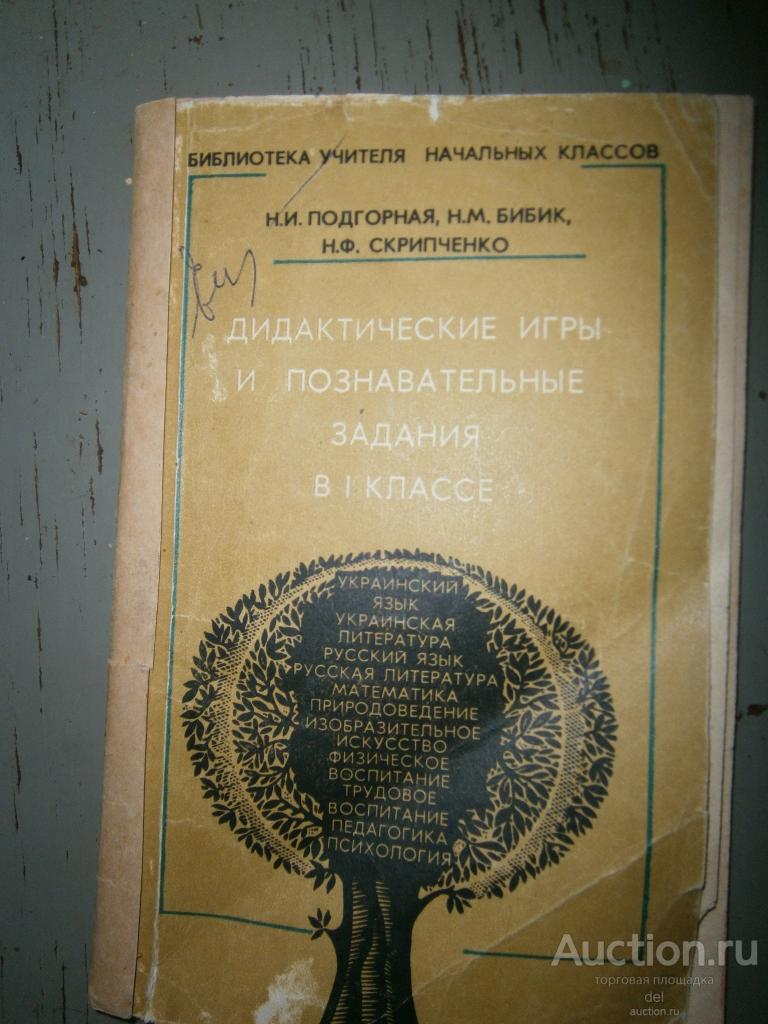 БИБЛИОТЕКА УЧИТЕЛЯ НАЧАЛЬНЫХ КЛАССОВ
Н.И. ПОДГОРНАЯ, Н.М. БИБИК,
Н.Ф. СКРИПЧЕНКО
ДИДАКТИЧЕСКИЕ ИГРЫ
И ПОЗНАВАТЕЛЬНЫЕ
ЗАДАНИЯ
В I КЛАССЕ
УКРАИНСКИЙ
ЯЗЫК
УКРАИНСКАЯ
ЛИТЕРАТУРА
РУССКИЙ ЯЗЫК
РУССКАЯ ЛИТЕРАТУРА
МАТЕМАТИКА
ПРИРОДОВЕДЕНИЕ
ИЗОБРАЗИТЕЛЬНОЕ
ИСКУССТВО
ФИЗИЧЕСКОЕ
ВОСПИТАНИЕ
ТРУДОВОЕ
ВОСПИТАНИЕ
ПЕДАГОГИКА
ПСИХОЛОГИЯ
Auction.ru
торговая площадка
del
auction.ru